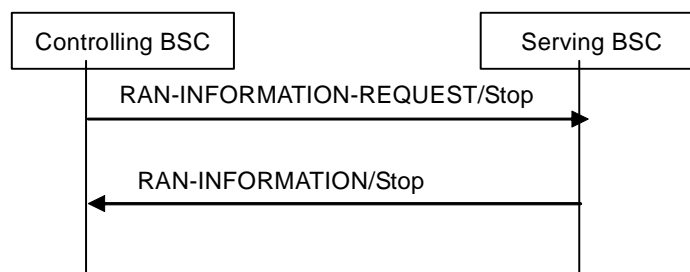 Controlling BSC
Serving BSC
RAN-INFORMATION-REQUEST/Stop
RAN-INFORMATION/Stop